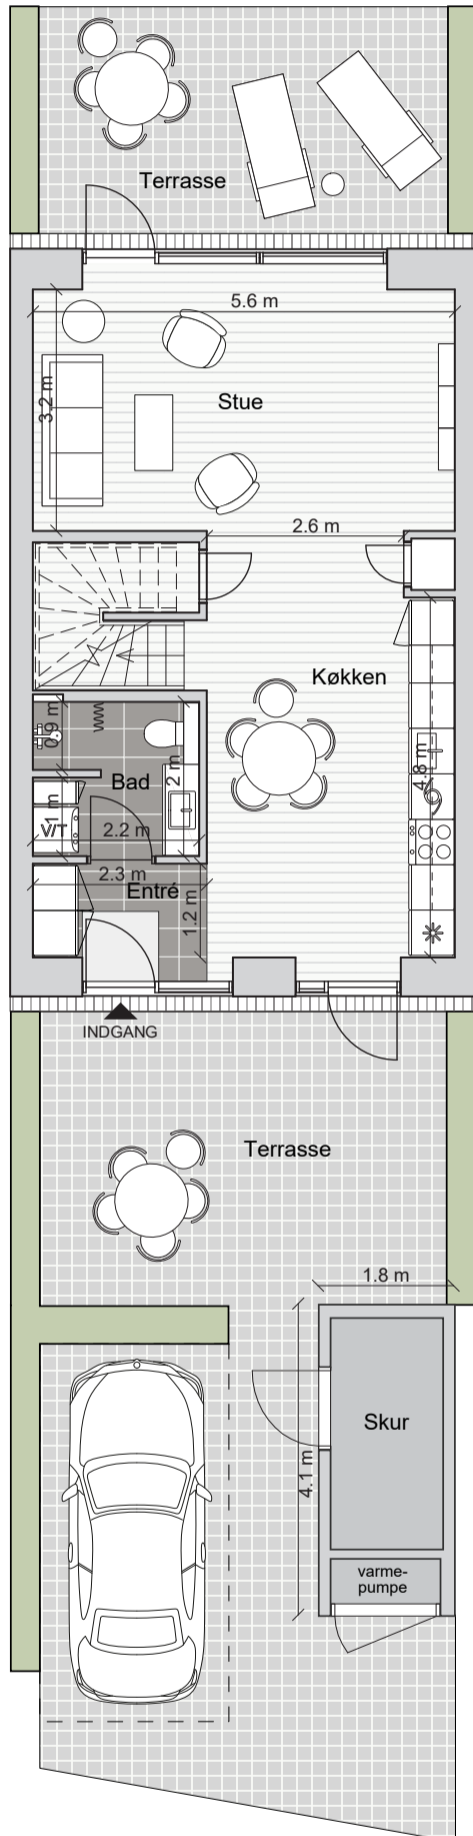 Terrasse
5.6 m
3.2 m
Stue
2.6 m
Køkken
4.8 m
0.9 m
Bad
2 m
1 m
V/T
2.2 m
2.3 m
Entré
1.2 m
INDGANG
Terrasse
1.8 m
Skur
4.1 m
varme-
pumpe